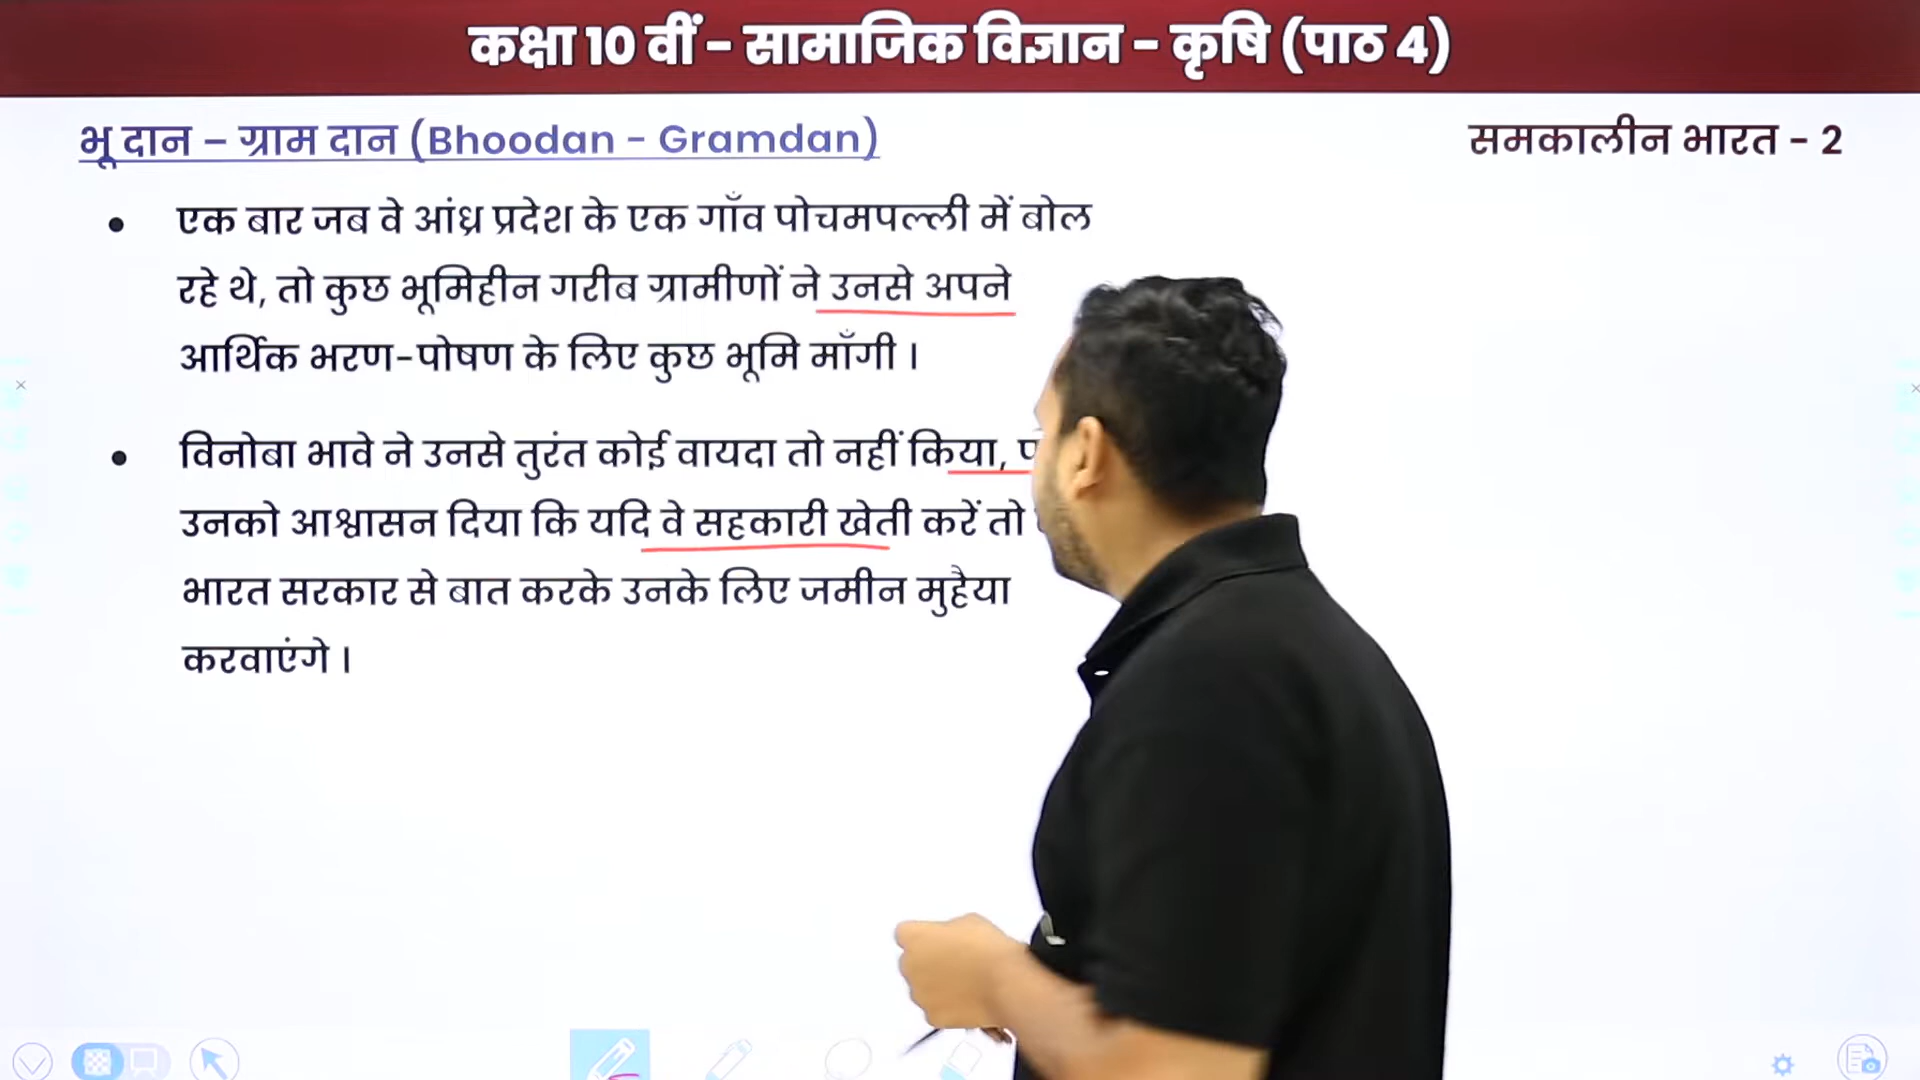 कक्षा 10 वीं – सामाजिक विज्ञान – कृषि (पाठ 4)
भू दान – ग्राम दान (Bhoodan - Gramdan)
समकालीन भारत - 2
एक बार जब वे आंध्र प्रदेश के एक गाँव पोचमपल्ली में बोल
रहे थे, तो कुछ भूमिहीन गरीब ग्रामीणों ने उनसे अपने
आर्थिक भरण-पोषण के लिए कुछ भूमि माँगी ।
विनोबा भावे ने उनसे तुरंत कोई वायदा तो नहीं किया,
उनको आश्वासन दिया कि यदि वे सहकारी खेती करें तो
भारत सरकार से बात करके उनके लिए जमीन मुहैया
करवाएंगे ।